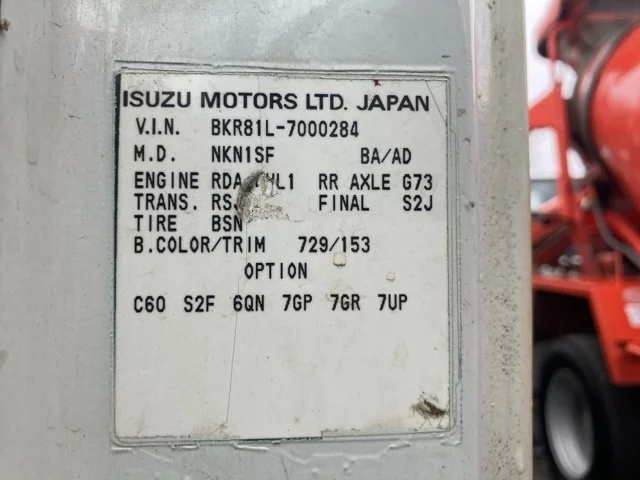 ISUZU MOTORS LTD. JAPAN
V.I.N. BKR81L-7000284
M.D. NKN1SF BA/AD
ENGINE RR AXLE G73
TRANS. FINAL S2J
TIRE BSN
B.COLOR/TRIM 729/153
OPTION
C60 S2F 6QN 7GP 7GR 7UP